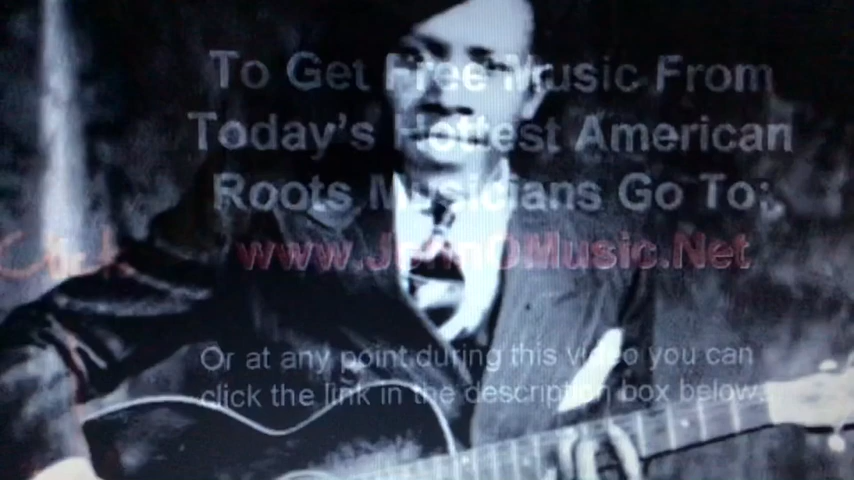 To Get Free Music From
Today's Hottest American
Roots Musicians Go To:
Click
Or at any point during this video you can
click the link in the description box below.